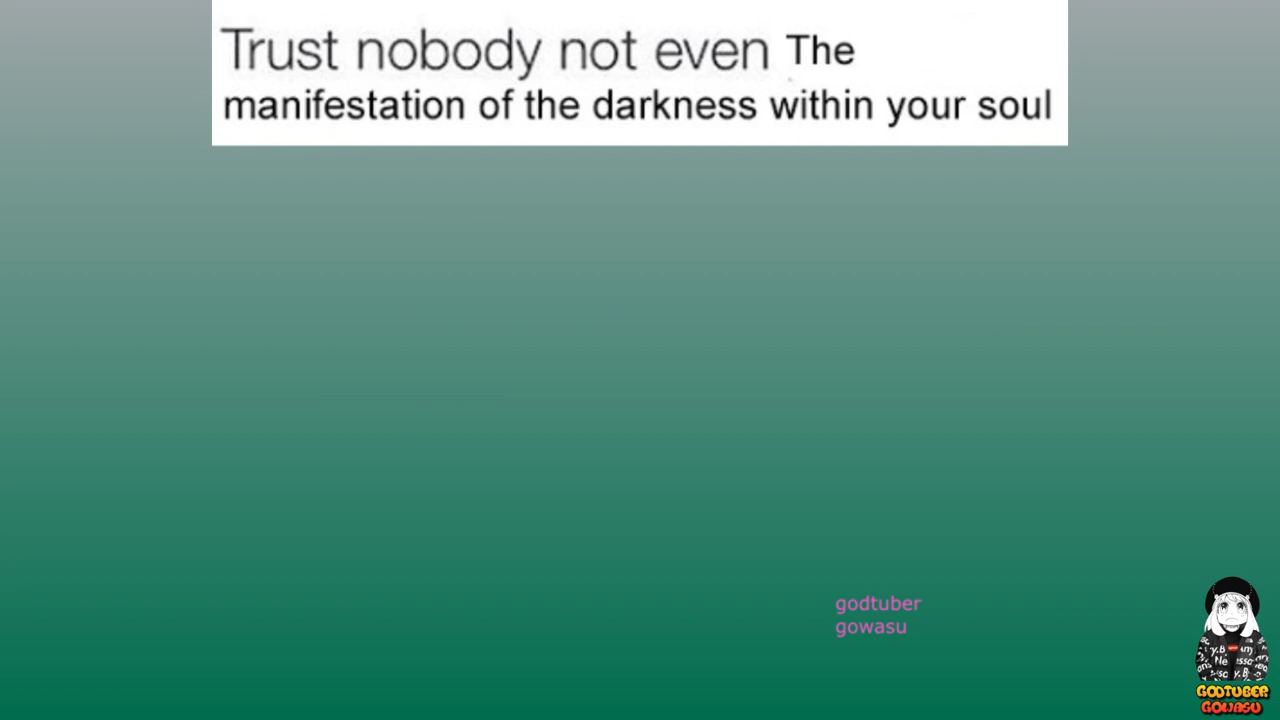 Trust nobody not even The
manifestation of the darkness within your soul
godtuber
gowasu
GODTUBER
GOWASU